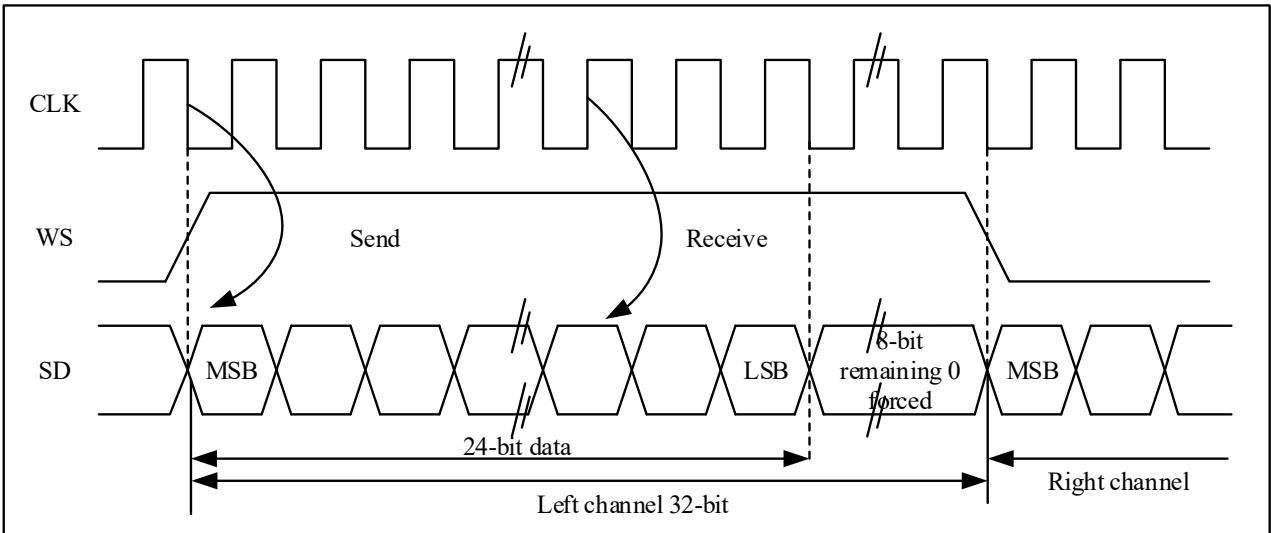 CLK
WS
Send
Receive
SD
MSB
LSB
8-bit
remaining 0
forced
MSB
24-bit data
Left channel 32-bit
Right channel